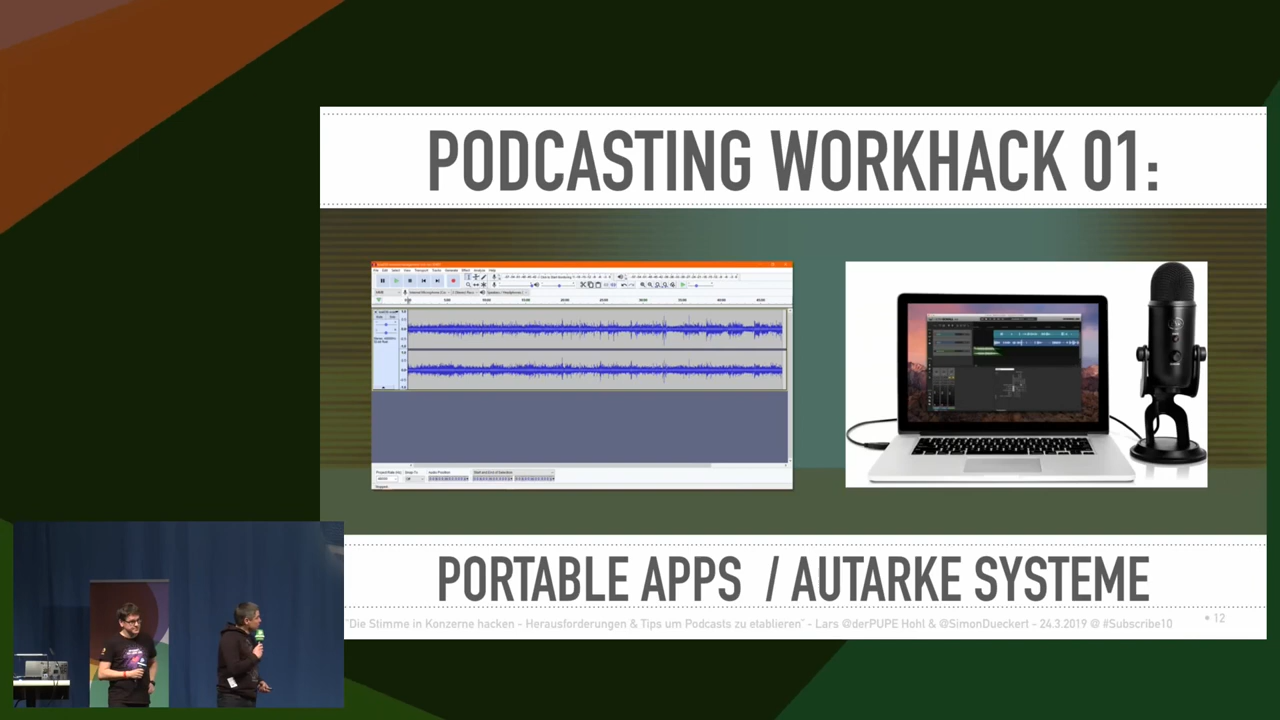 PODCASTING WORKHACK 01:
PORTABLE APPS / AUTARKE SYSTEME
"Die Stimme in Konzerne hacken - Herausforderungen & Tips um Podcasts zu etablieren" - Lars @derPUPE Hohl & @SimonDueckert - 24.3.2019 @ #Subscribe10
• 12